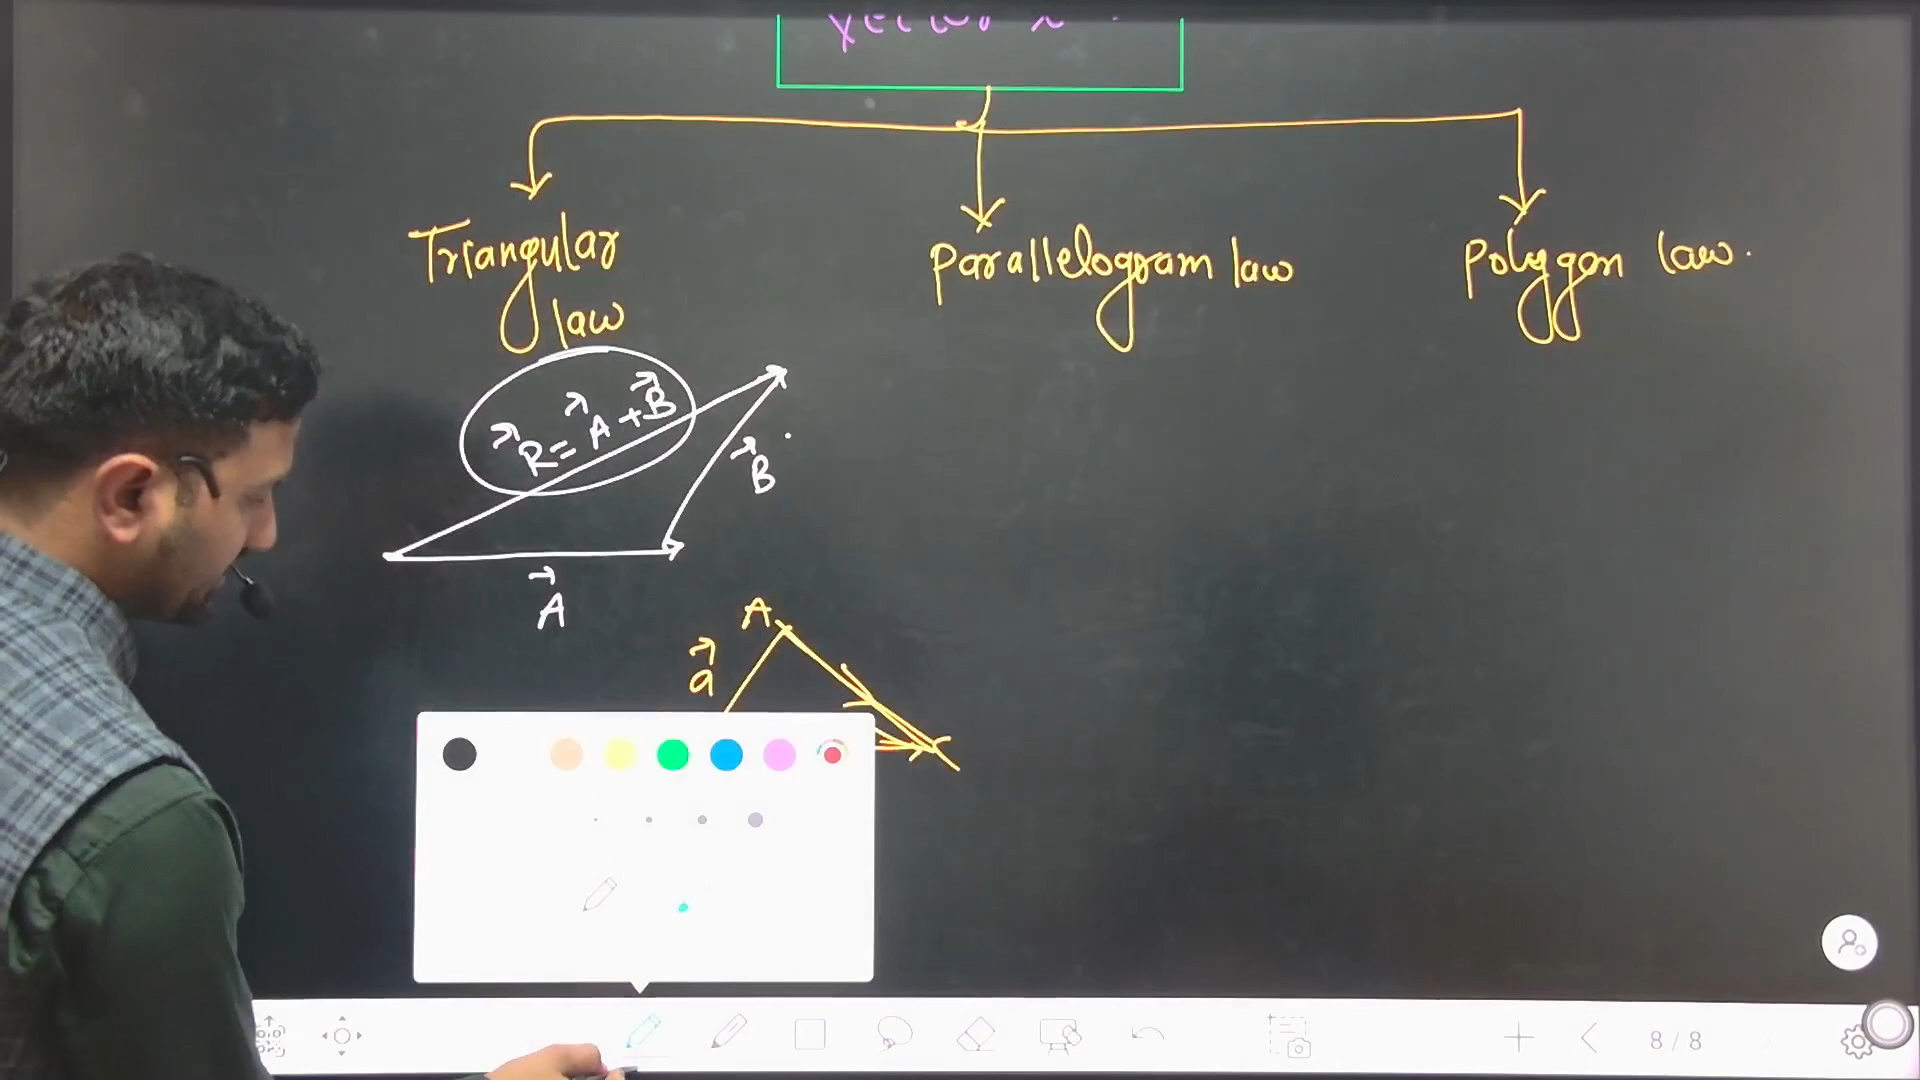 Triangular
law
Parallelogram law
Polygon law.
→R = →A + →B
→B
→A
A
→a
8 / 8